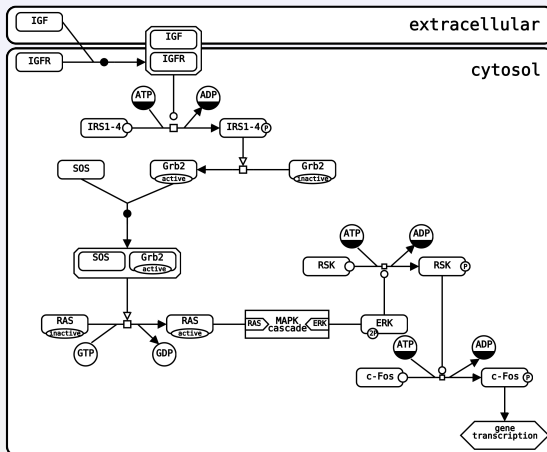 IGF
extracellular
IGF
IGFR
IGFR
cytosol
ATP
ADP
IRS1-4
IRS1-4
P
SOS
Grb2
active
Grb2
inactive
SOS
Grb2
active
ATP
ADP
RSK
RSK
P
RAS
inactive
RAS
active
RAS
MAPK
cascade
ERK
ERK
2P
GTP
GDP
ATP
ADP
c-Fos
c-Fos
P
gene
transcription